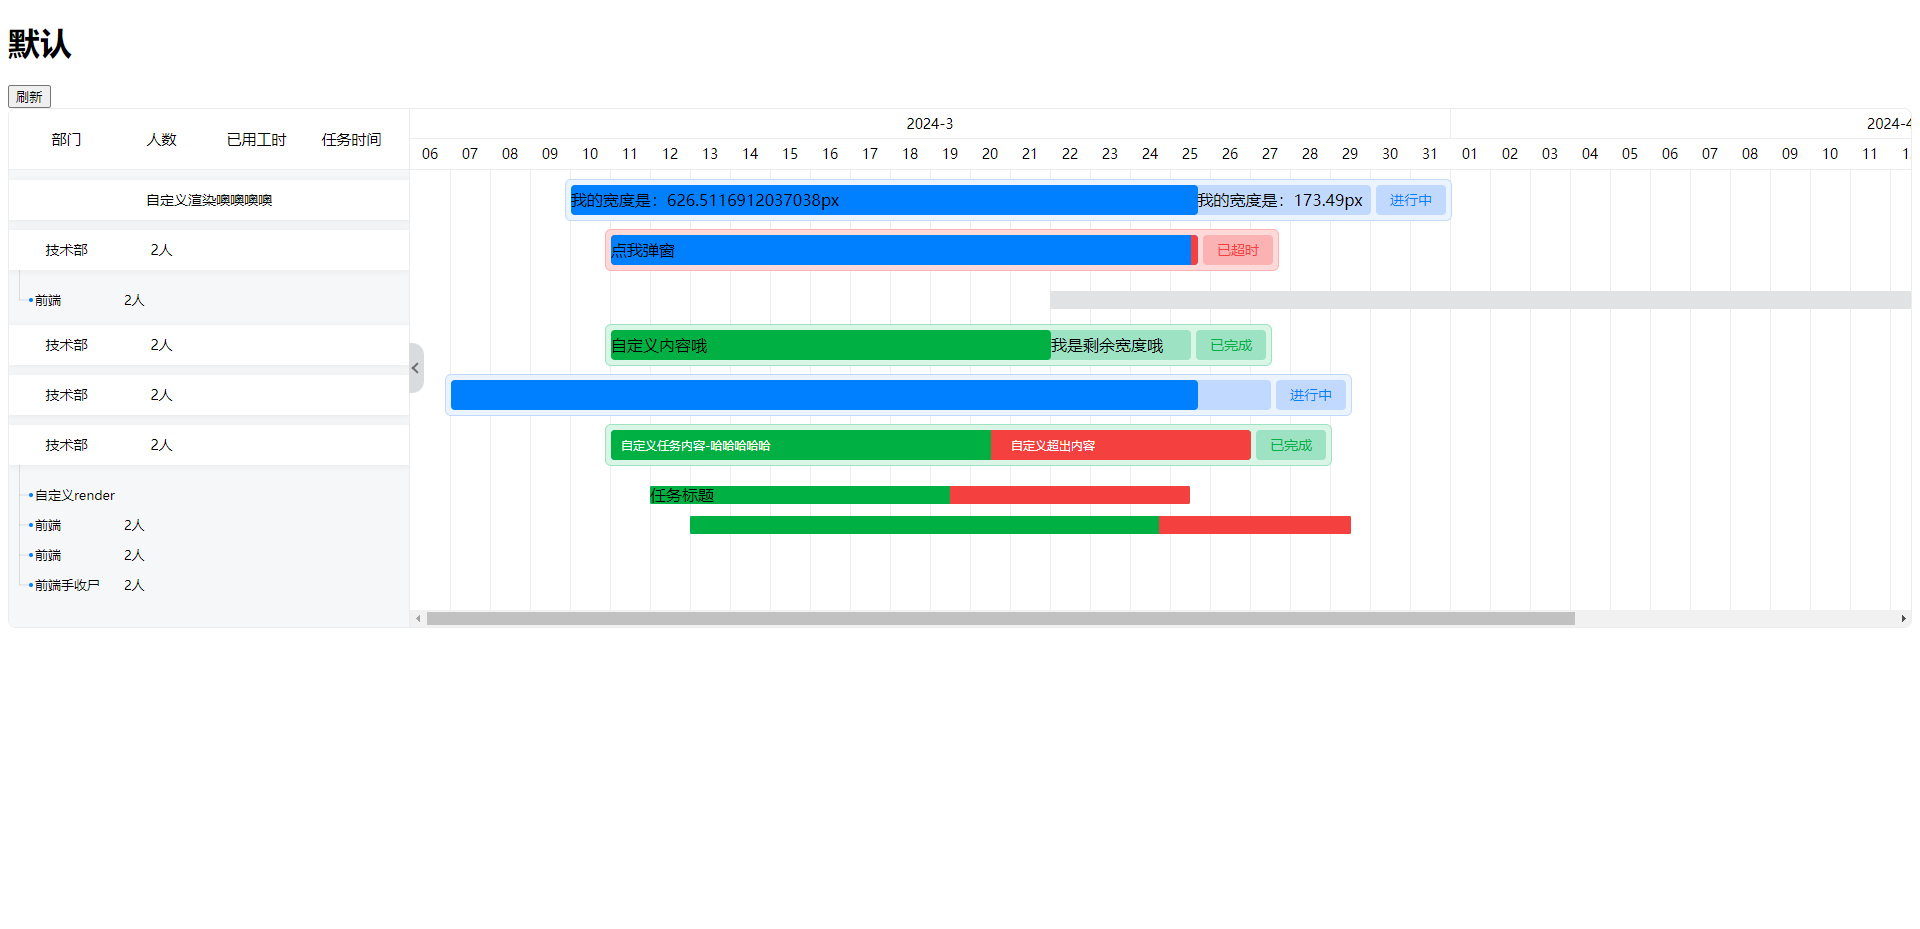 默认
刷新
部门 人数 已用工时 任务时间
2024-3 2024-4
06 07 08 09 10 11 12 13 14 15 16 17 18 19 20 21 22 23 24 25 26 27 28 29 30 31 01 02 03 04 05 06 07 08 09 10 11
自定义渲染噢噢噢噢 我的宽度是：626.5116912037038px 我的宽度是：173.49px 进行中
技术部 2人 点我弹窗 已超时
前端 2人
技术部 2人 自定义内容哦 我是剩余宽度哦 已完成
技术部 2人 进行中
技术部 2人 自定义任务内容-哈哈哈哈哈 自定义超出内容 已完成
自定义render 任务标题
前端 2人
前端 2人
前端手收尸 2人